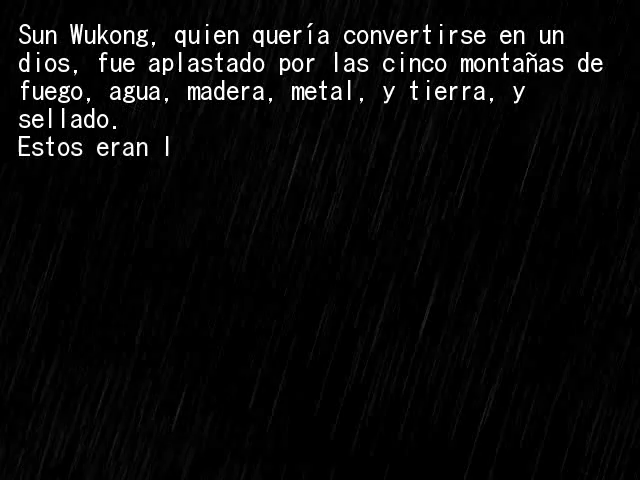 Sun Wukong, quien quería convertirse en un
dios, fue aplastado por las cinco montañas de
fuego, agua, madera, metal, y tierra, y
sellado.
Estos eran l